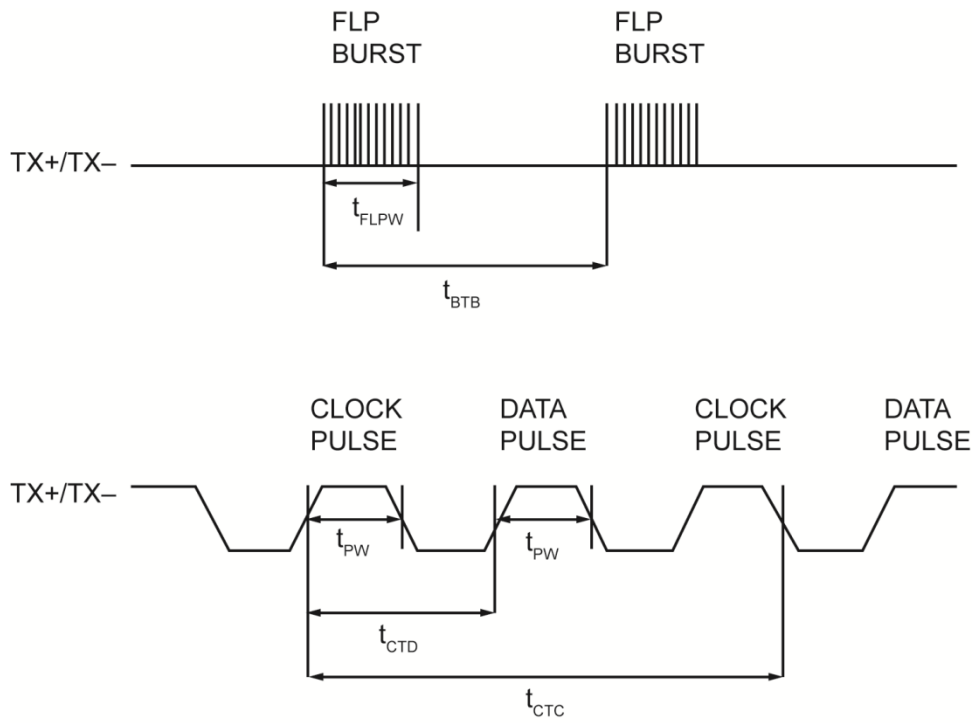 FLP
BURST
FLP
BURST
TX+/TX–
tFLPW
tBTB
CLOCK
PULSE
DATA
PULSE
CLOCK
PULSE
DATA
PULSE
TX+/TX–
tPW
tPW
tCTD
tCTC